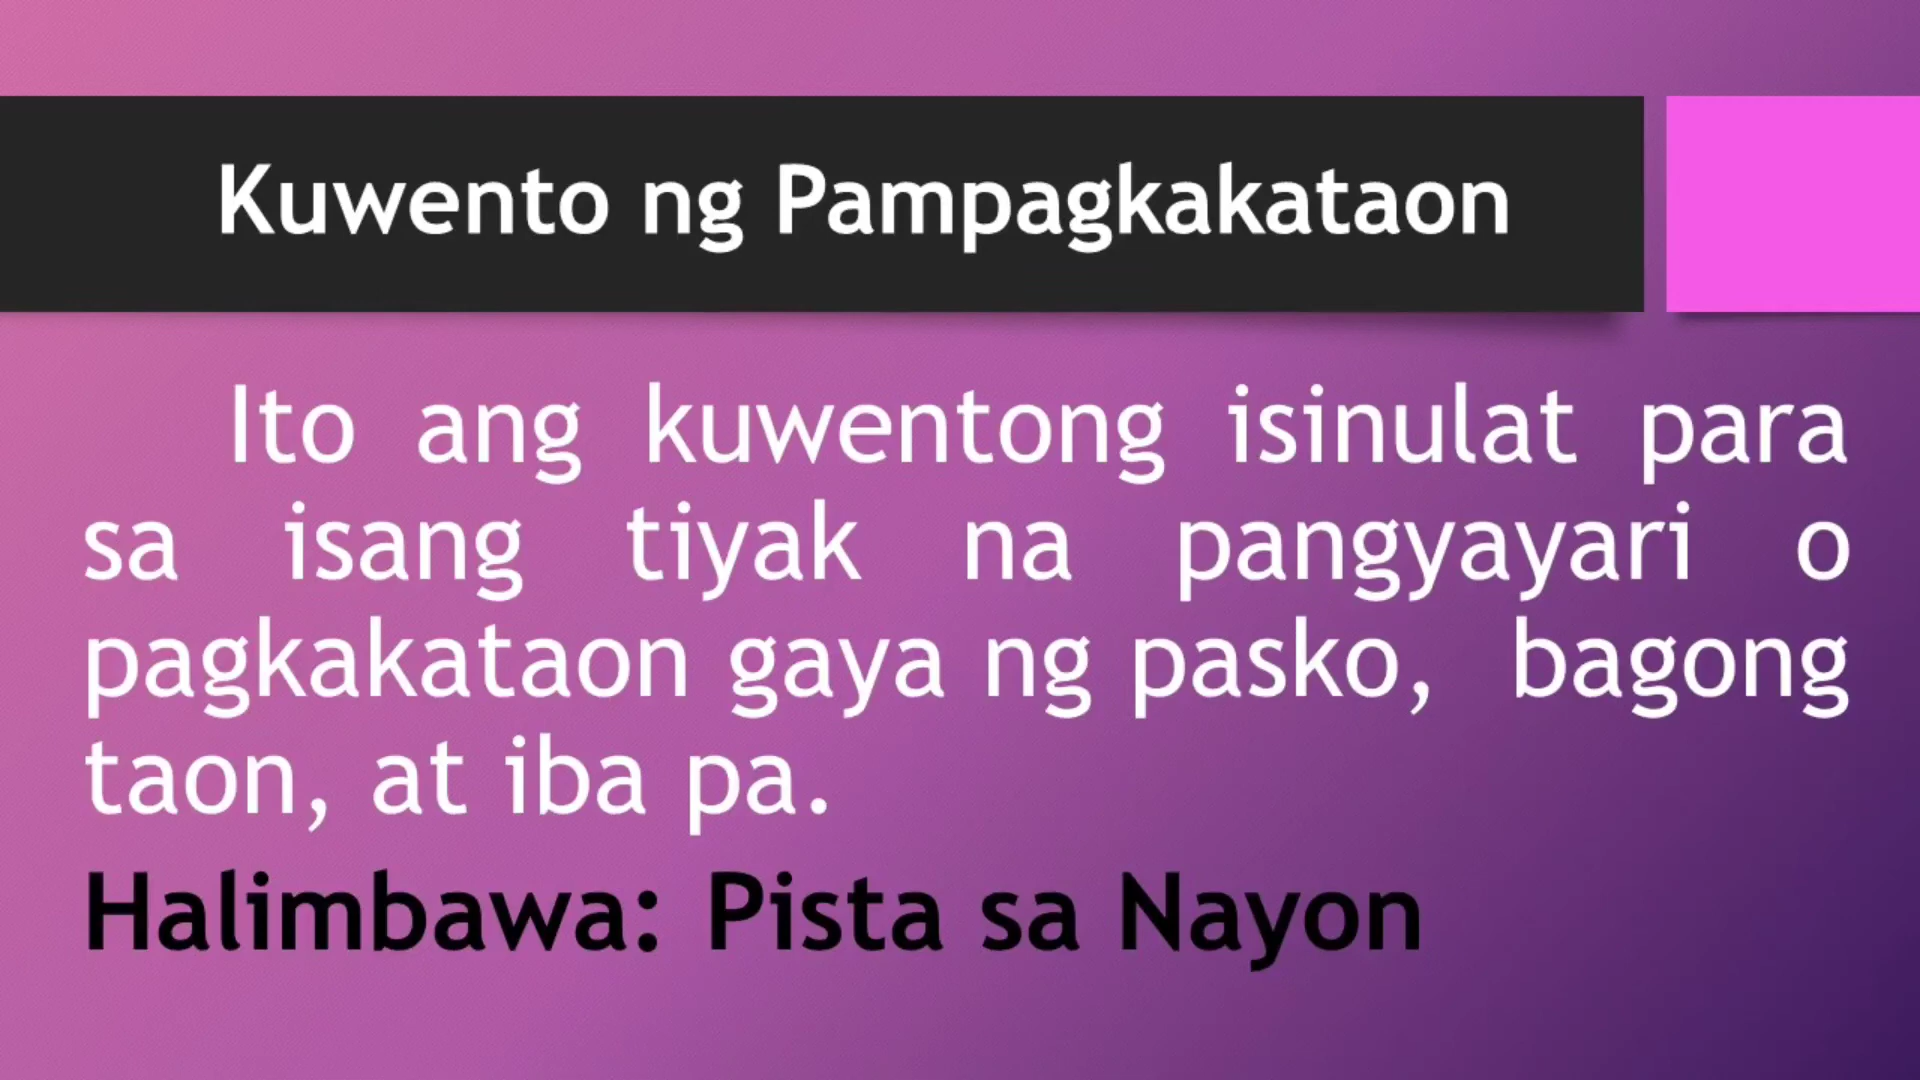 Kuwento ng Pampagkakataon
Ito ang kuwentong isinulat para
sa isang tiyak na pangyayari o
pagkakataon gaya ng pasko, bagong
taon, at iba pa.
Halimbawa: Pista sa Nayon